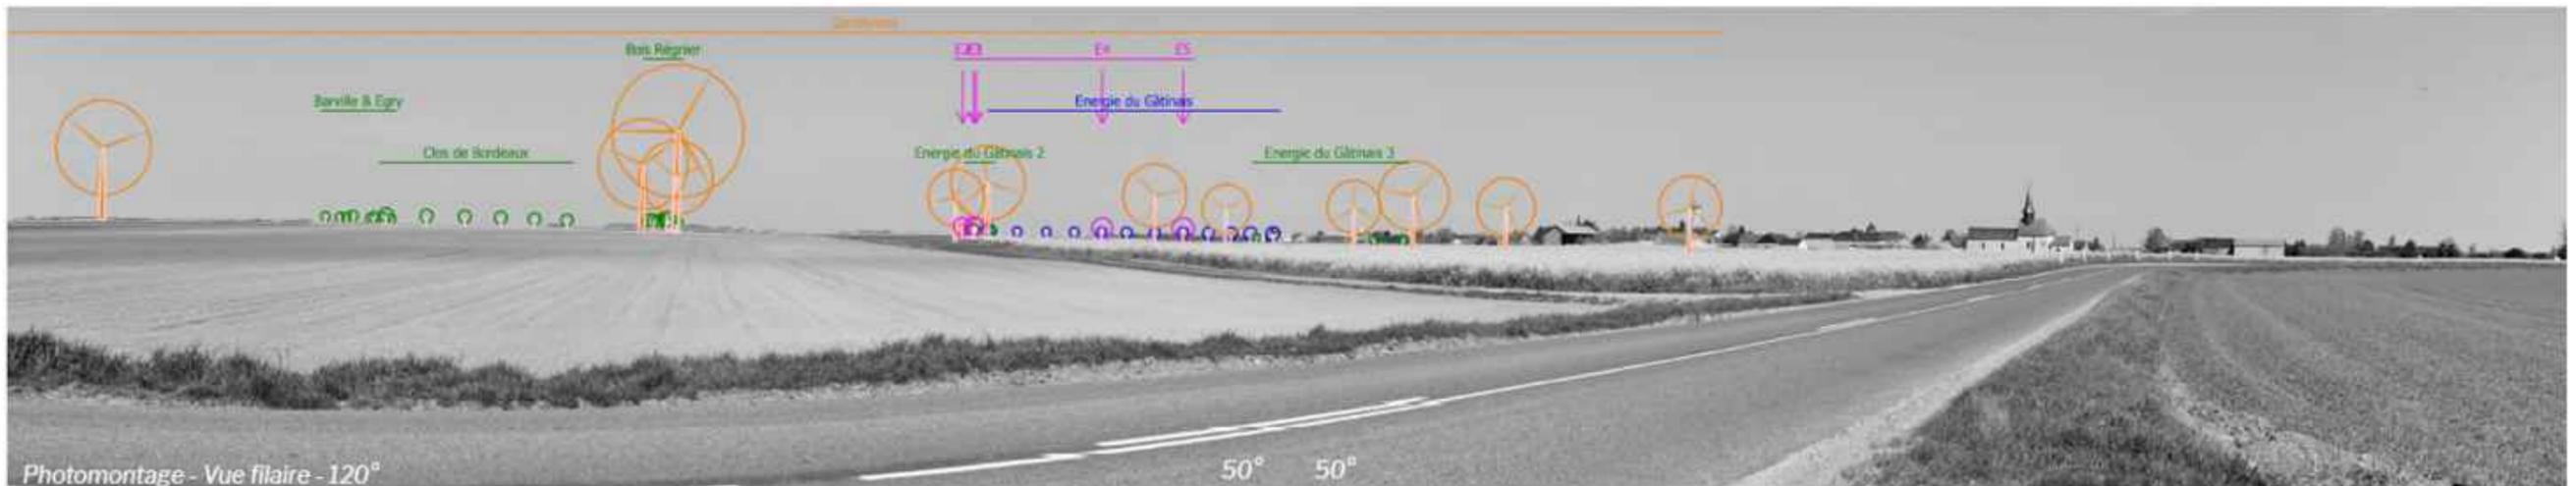 Bois Régnier
E4
E5
Barville & Egry
Energie du Gâtinais
Clos de Bordeaux
Energie du Gâtinais 2
Energie du Gâtinais 3
Photomontage - Vue filaire - 120°
50°
50°